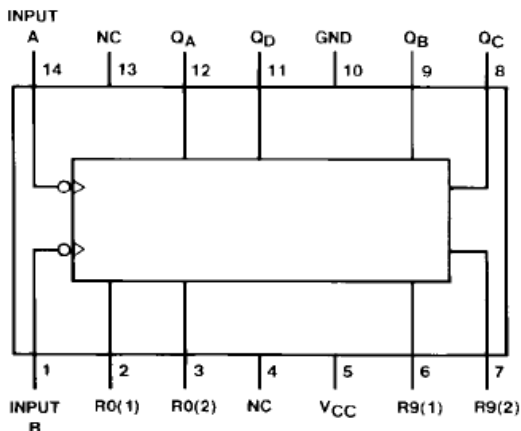 INPUT
A NC QA QD GND QB QC
14 13 12 11 10 9 8
1 2 3 4 5 6 7
INPUT R0(1) R0(2) NC VCC R9(1) R9(2)
B